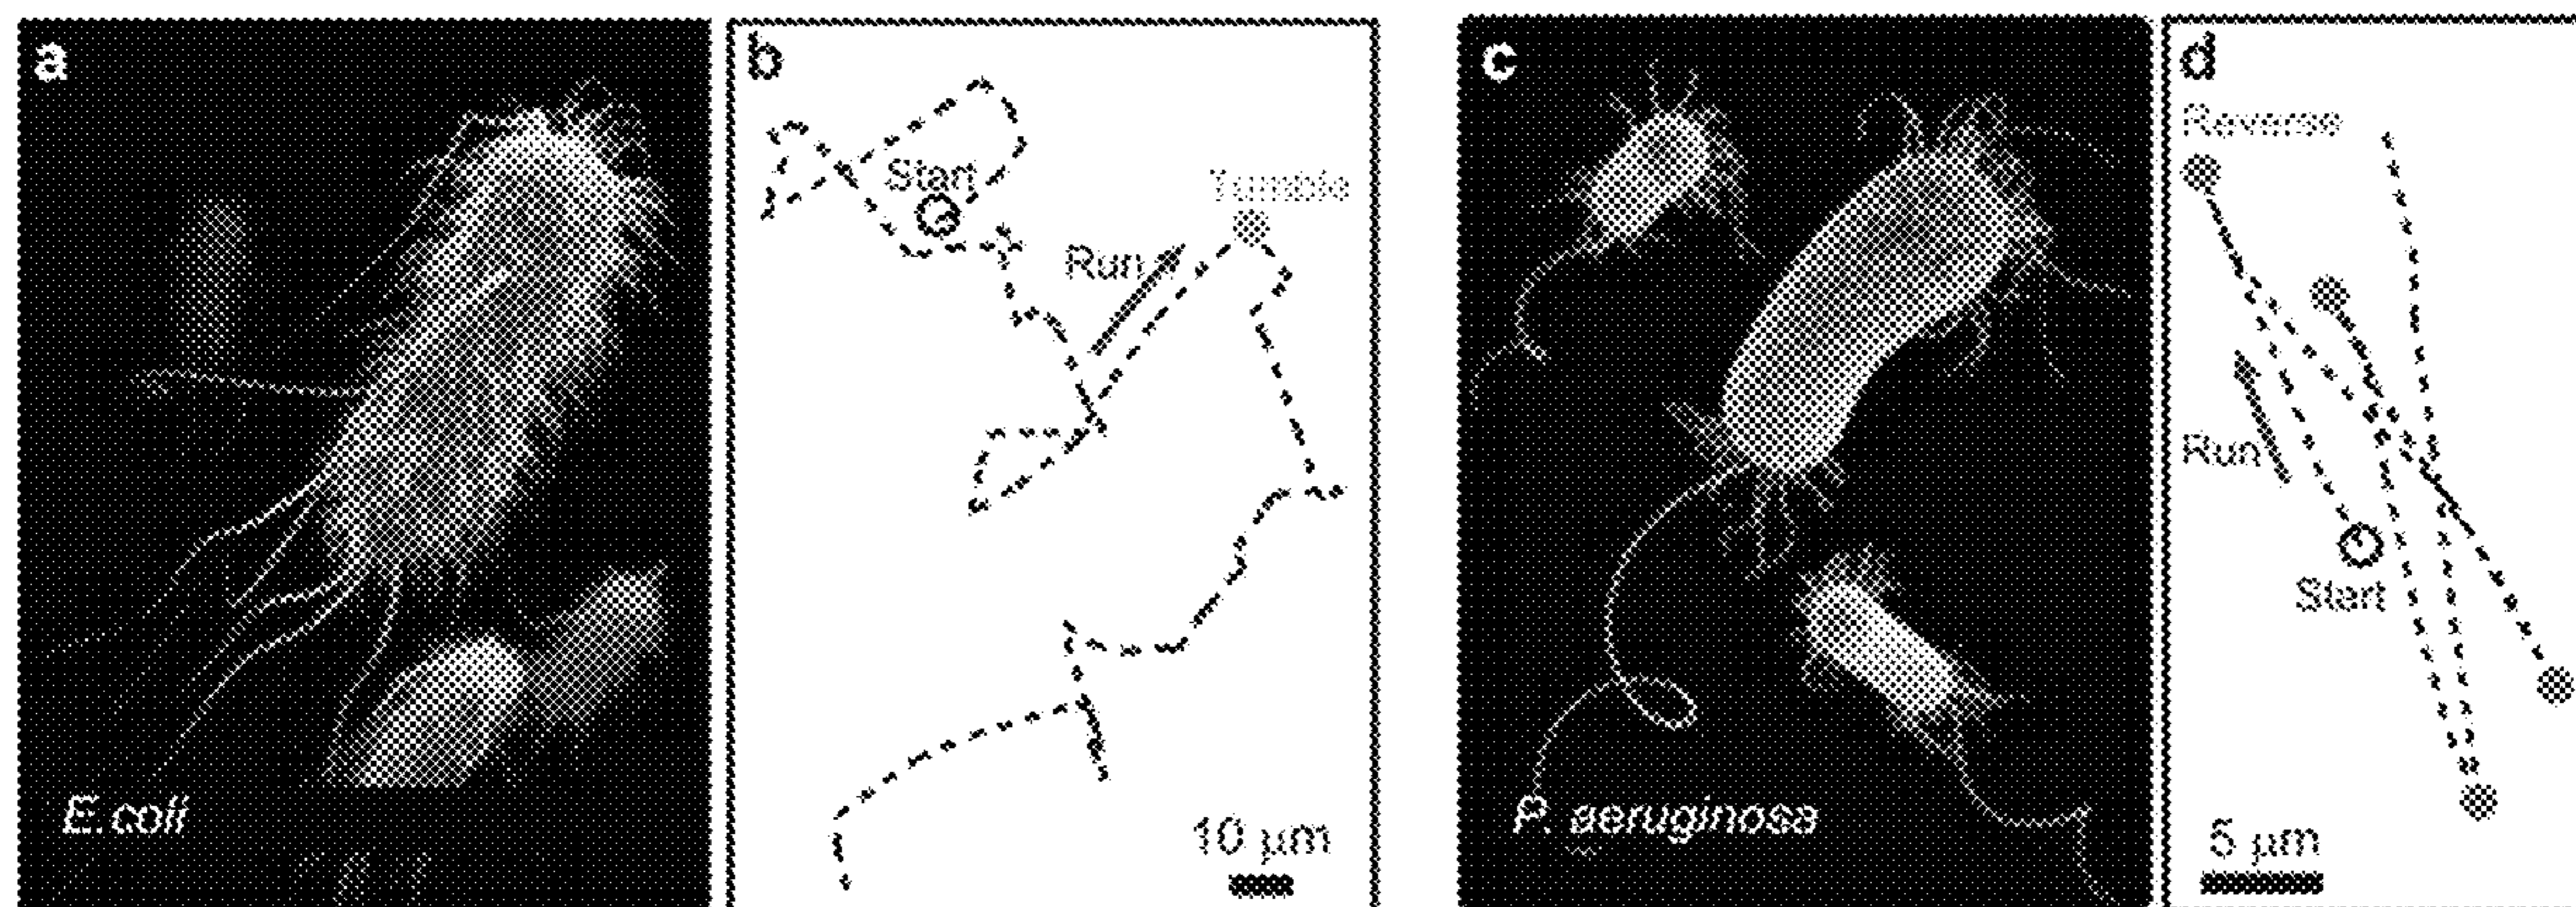 a
E. coli
b
Start
Tumble
Run
10 μm
c
P. aeruginosa
d
Reverse
Run
Start
5 μm